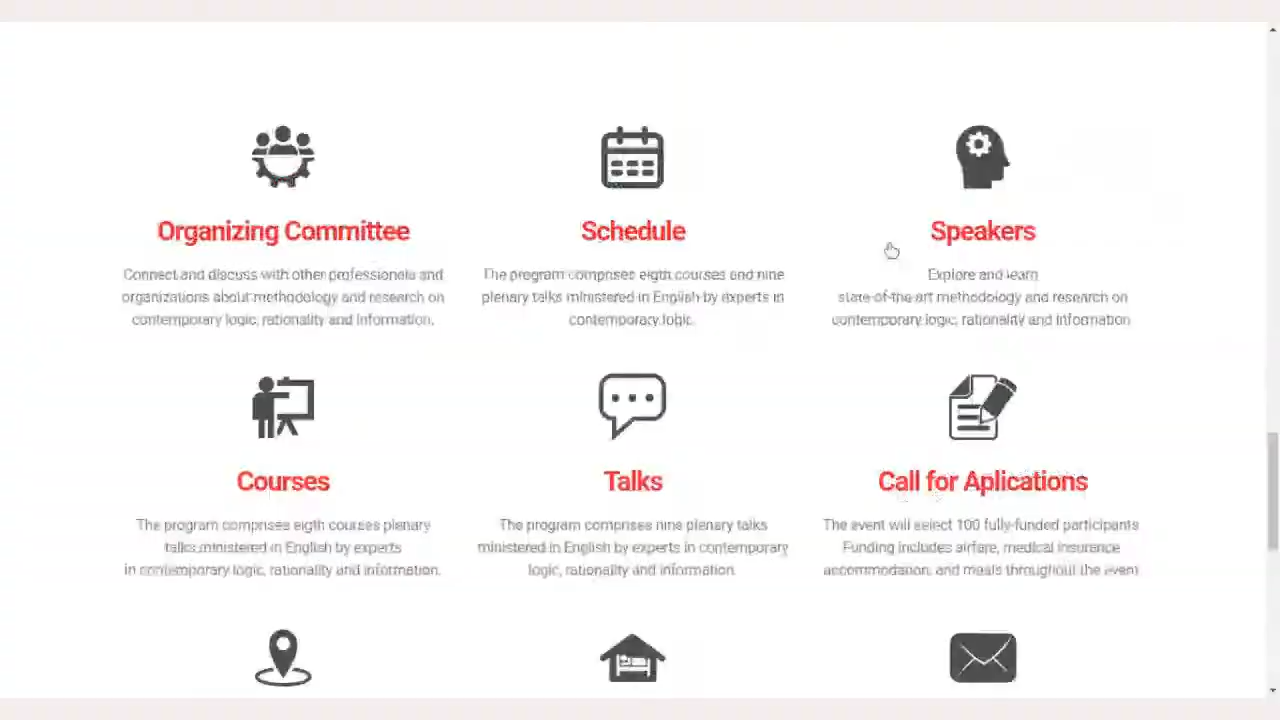 Organizing Committee
Connect and discuss with other professionals and
organizations about methodology and research on
contemporary logic, rationality and information.
Schedule
The program comprises eigth courses and nine
plenary talks ministered in English by experts in
contemporary logic.
Speakers
Explore and learn
state-of-the art methodology and research on
contemporary logic, rationality and information
Courses
The program comprises eigth courses plenary
talks ministered in English by experts
in contemporary logic, rationality and information.
Talks
The program comprises nine plenary talks
ministered in English by experts in contemporary
logic, rationality and information.
Call for Aplications
The event will select 100 fully-funded participants
Funding includes airfare, medical insurance
accommodation, and meals throughout the event